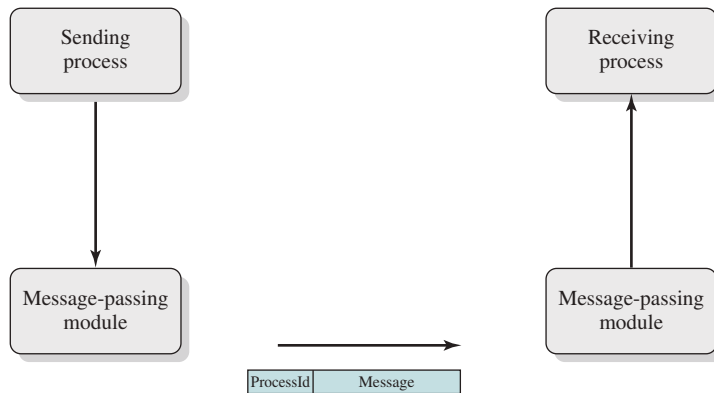 Sending
process
Receiving
process
Message-passing
module
Message-passing
module
ProcessId
Message